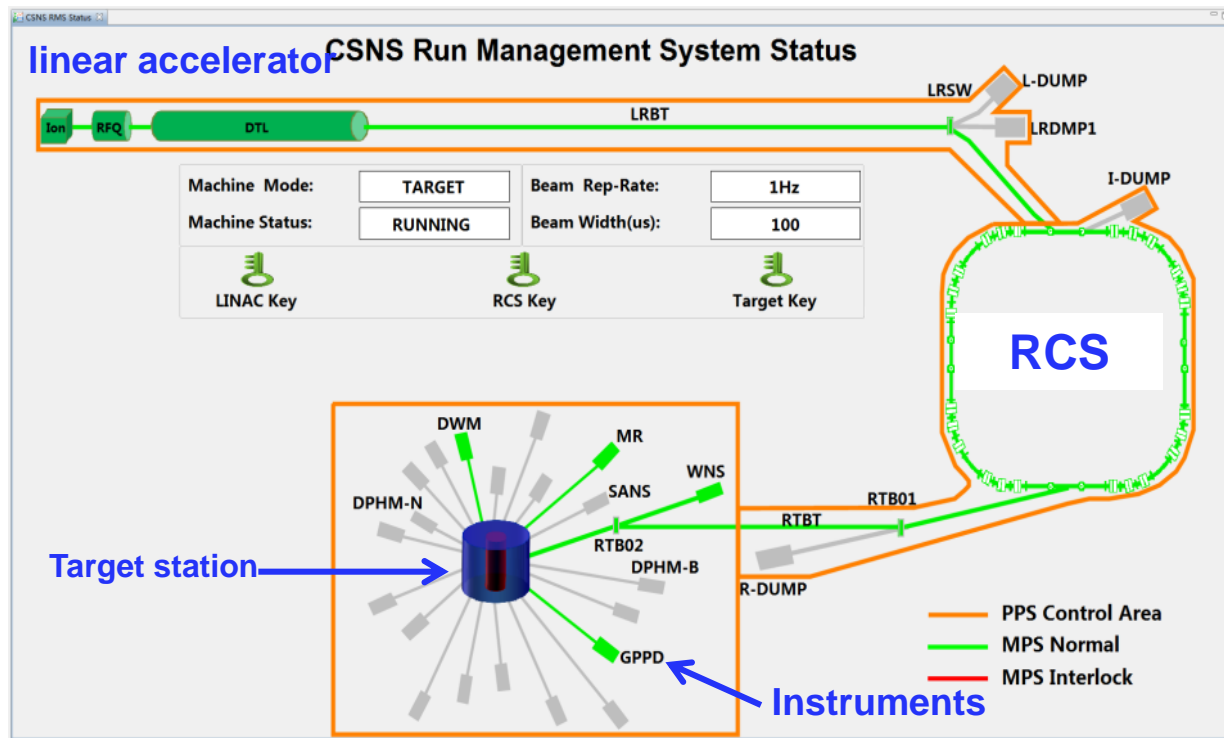 CSNS RMS Status
linear accelerator
CSNS Run Management System Status
L-DUMP
LRSW
LRBT
Ion
RFQ
DTL
LRDMP1
I-DUMP
Machine Mode:
TARGET
Beam Rep-Rate:
1Hz
Machine Status:
RUNNING
Beam Width(us):
100
LINAC Key
RCS Key
Target Key
RCS
DWM
MR
WNS
SANS
DPHM-N
RTB01
RTBT
RTB02
Target station
DPHM-B
R-DUMP
PPS Control Area
MPS Normal
GPPD
MPS Interlock
Instruments